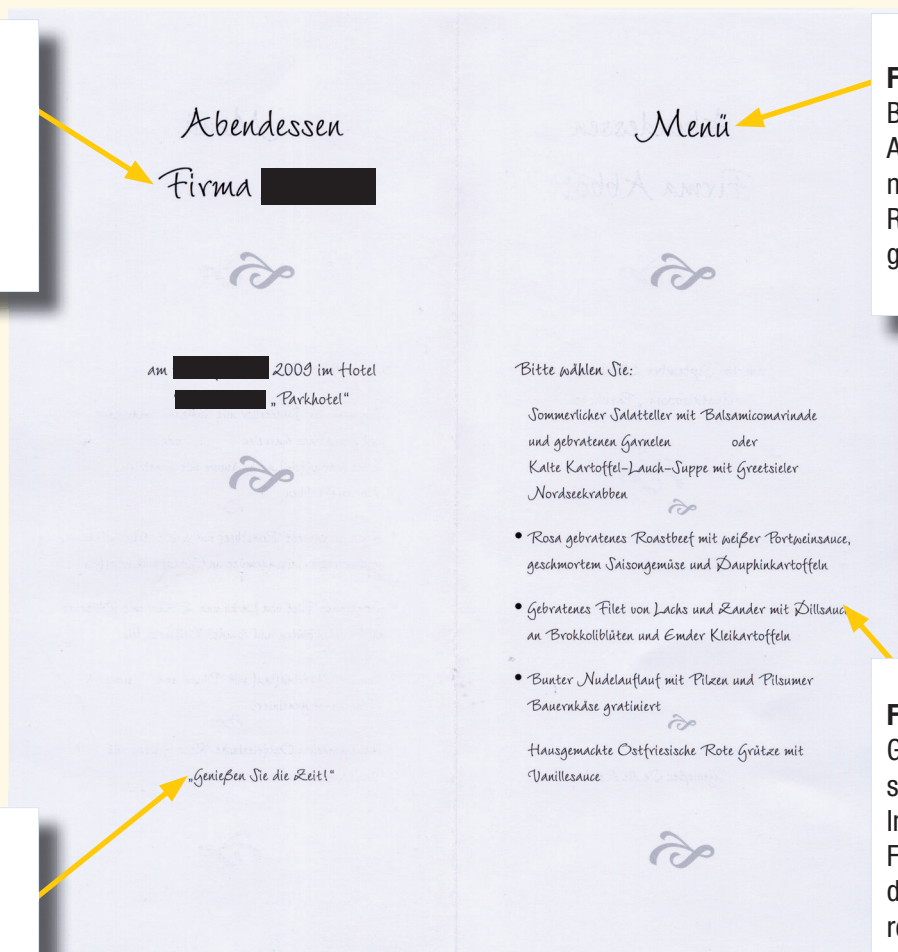 Abendessen
Firma
am 2009 im Hotel
„Parkhotel“
„Genießen Sie die Zeit!“
Menü
Bitte wählen Sie:
Sommerlicher Salatteller mit Balsamicomarinade
und gebratenen Garnelen oder
Kalte Kartoffel-Lauch-Suppe mit Greetsieler
Nordseekrabben
• Rosa gebratenes Roastbeef mit weißer Portweinsauce,
geschmortem Saisongemüse und Dauphinkartoffeln
• Gebratenes Filet von Lachs und Zander mit Dillsauce
an Brokkoliblüten und Emder Kleikartoffeln
• Bunter Nudelauflauf mit Pilzen und Pilsumer
Bauernkäse gratiniert
Hausgemachte Ostfriesische Rote Grütze mit
Vanillesauce